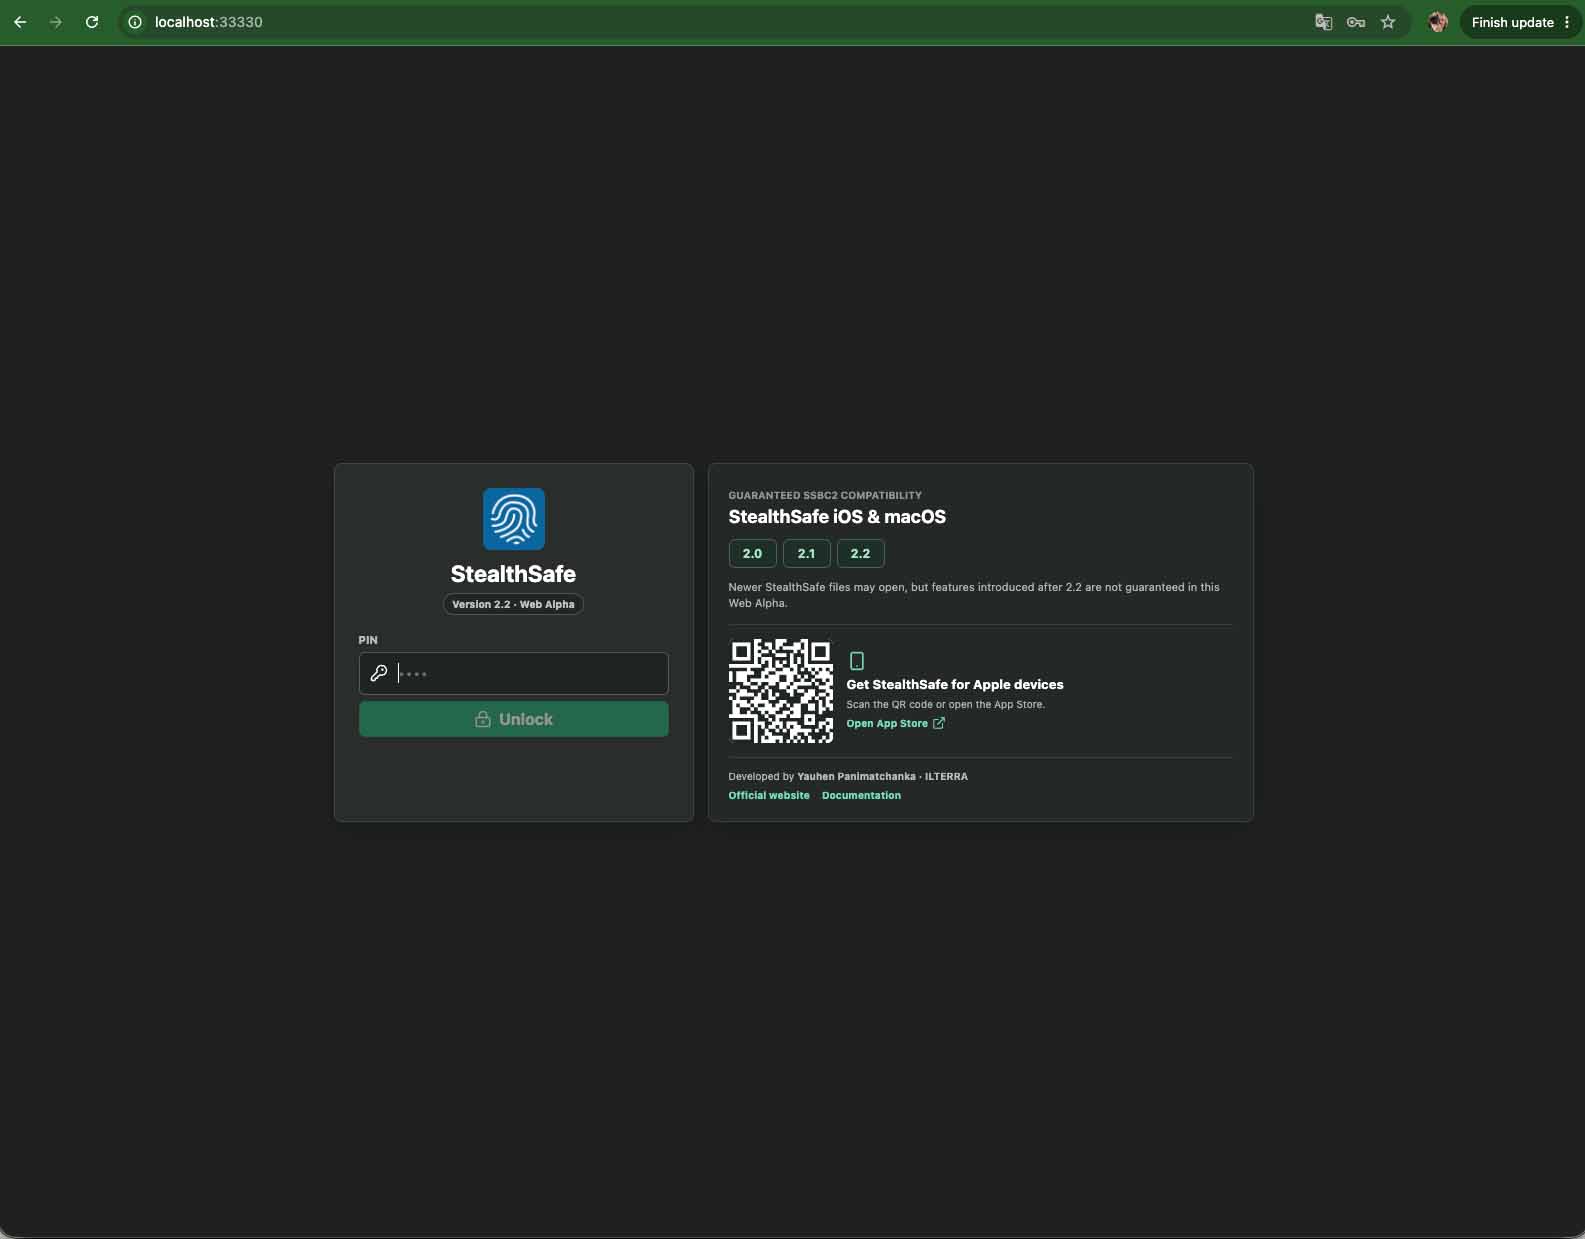 localhost:33330
Finish update
StealthSafe
Version 2.2 · Web Alpha
PIN
Unlock
GUARANTEED SSBC2 COMPATIBILITY
StealthSafe iOS & macOS
2.0 2.1 2.2
Newer StealthSafe files may open, but features introduced after 2.2 are not guaranteed in this
Web Alpha.
Get StealthSafe for Apple devices
Scan the QR code or open the App Store.
Open App Store
Developed by Yauhen Panimatchanka · ILTERRA
Official website Documentation